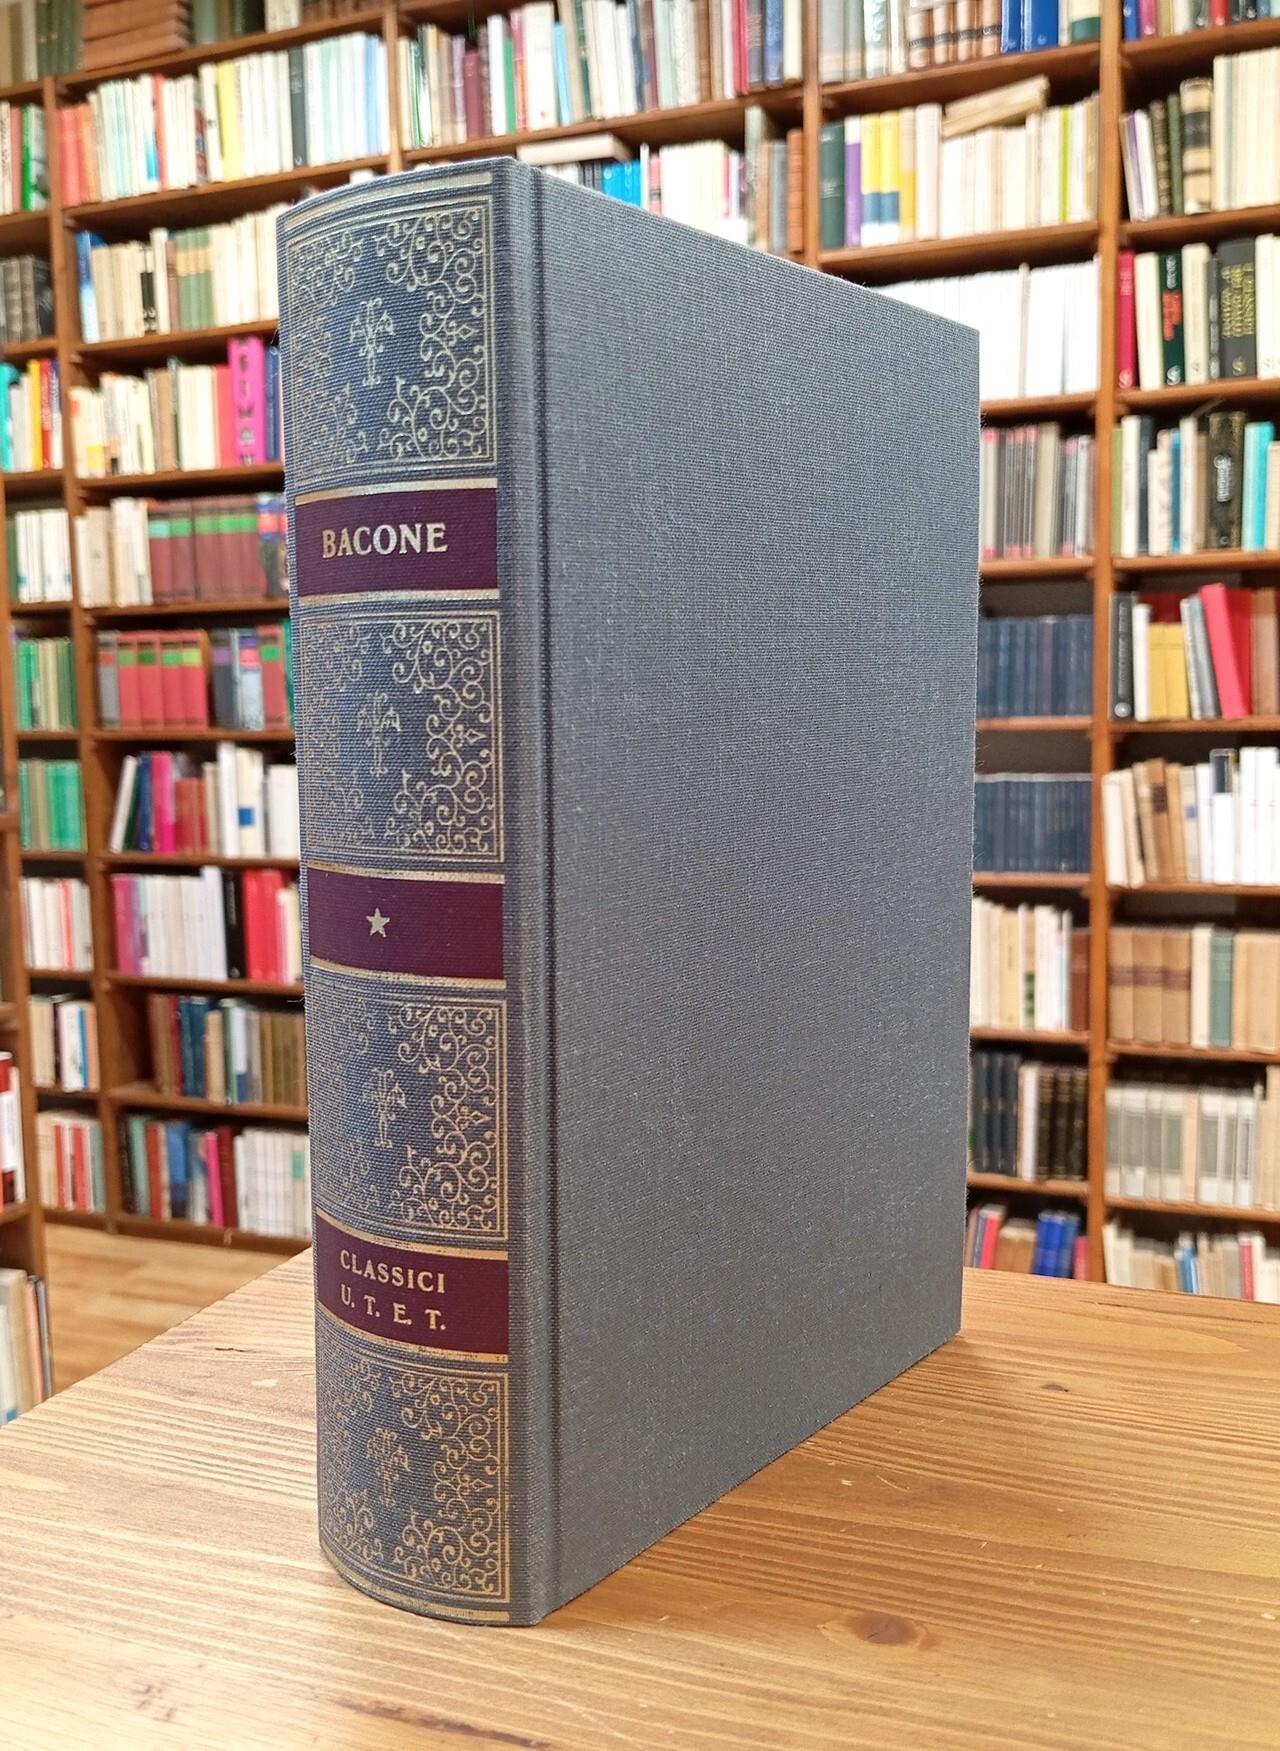 BACONE
CLASSICI
U. T. E. T.